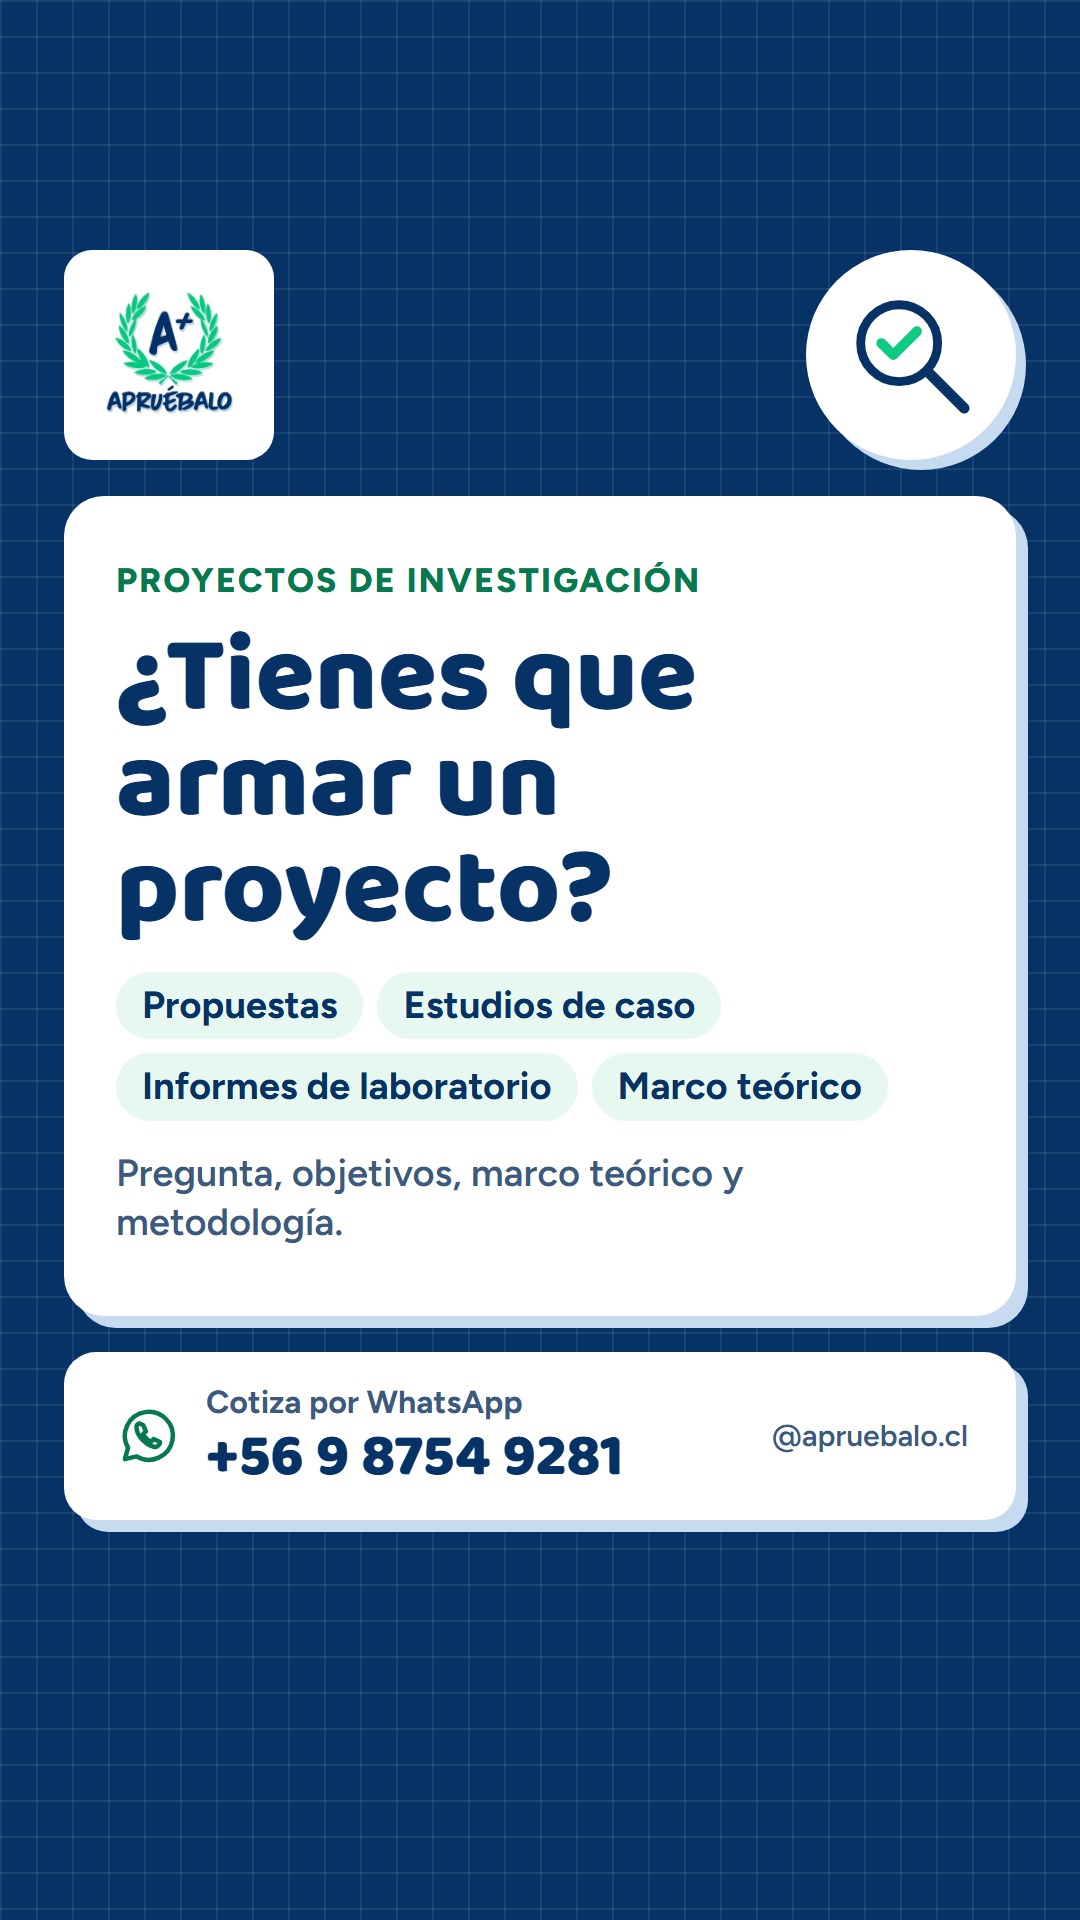 A+
APRUÉBALO
PROYECTOS DE INVESTIGACIÓN
¿Tienes que
armar un
proyecto?
Propuestas
Estudios de caso
Informes de laboratorio
Marco teórico
Pregunta, objetivos, marco teórico y
metodología.
Cotiza por WhatsApp
+56 9 8754 9281
@apruebalo.cl